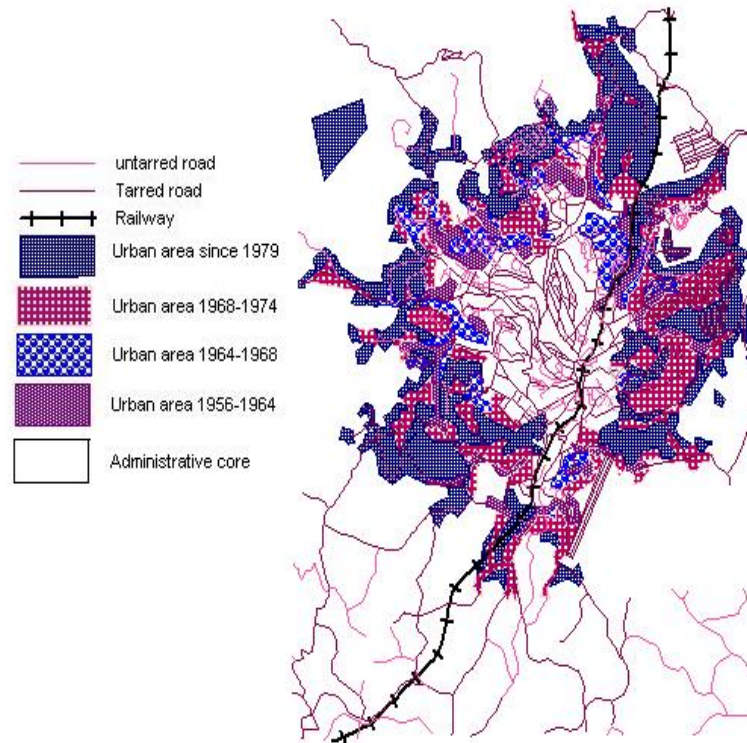 untarred road
Tarred road
Railway
Urban area since 1979
Urban area 1968-1974
Urban area 1964-1968
Urban area 1956-1964
Administrative core